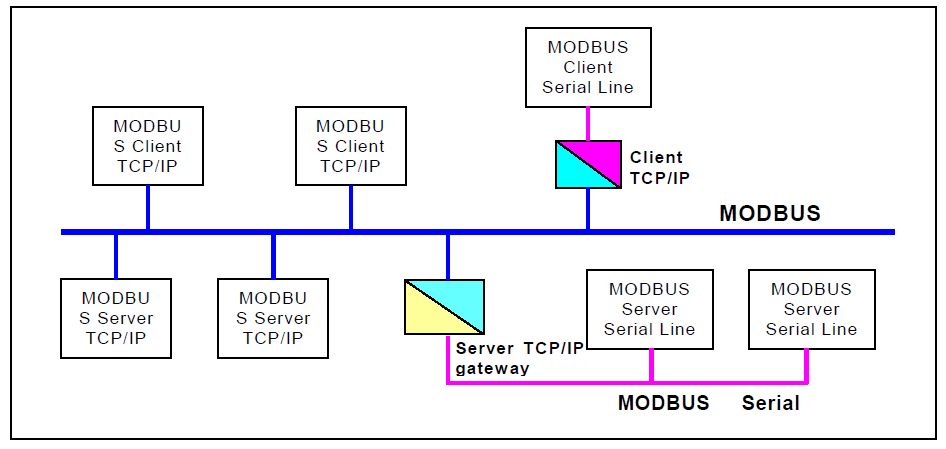 MODBUS
Client
Serial Line
MODBU
S Client
TCP/IP
MODBU
S Client
TCP/IP
Client
TCP/IP
MODBUS
MODBU
S Server
TCP/IP
MODBU
S Server
TCP/IP
Server TCP/IP
gateway
MODBUS
Server
Serial Line
MODBUS
Server
Serial Line
MODBUS Serial